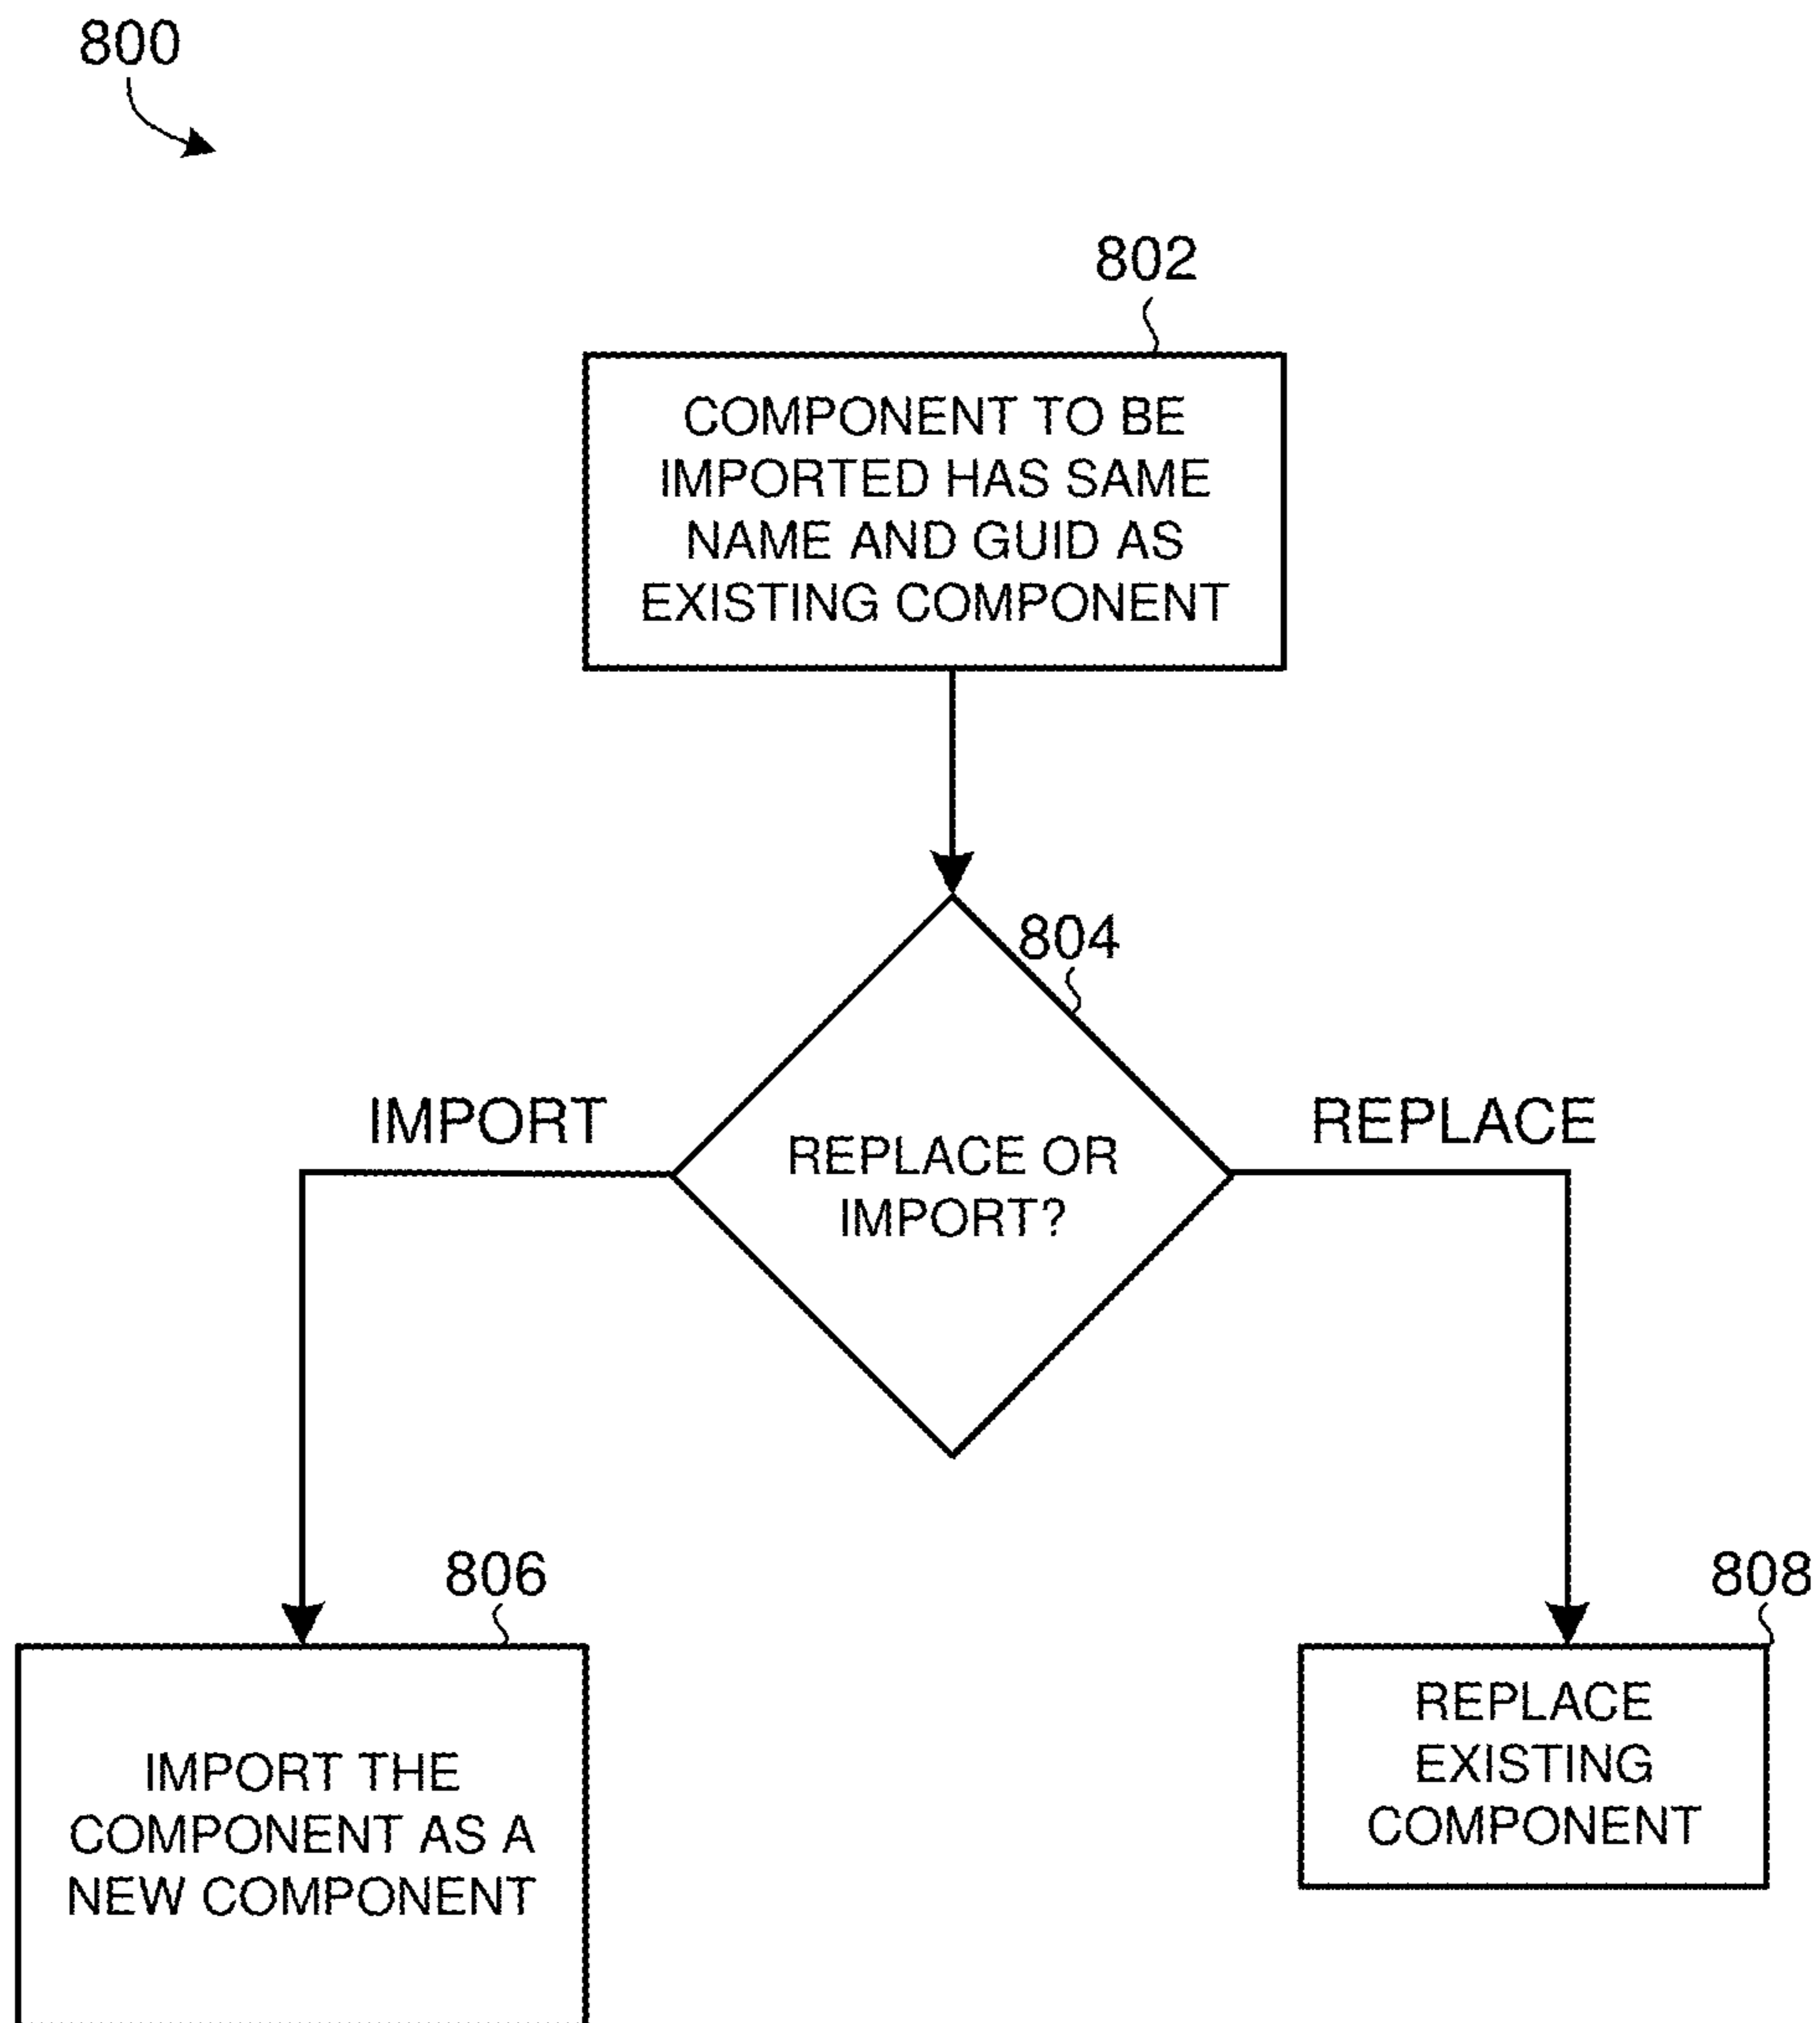 800
802
COMPONENT TO BE
IMPORTED HAS SAME
NAME AND GUID AS
EXISTING COMPONENT
804
IMPORT
REPLACE
REPLACE OR
IMPORT?
806
808
IMPORT THE
COMPONENT AS A
NEW COMPONENT
REPLACE
EXISTING
COMPONENT